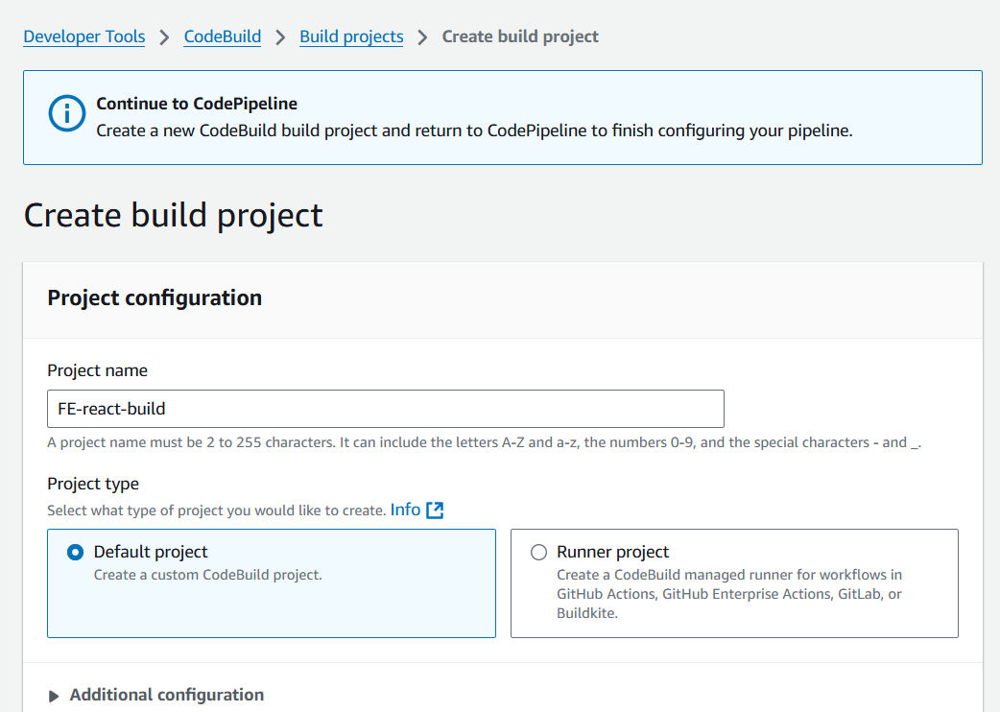 Developer Tools > CodeBuild > Build projects > Create build project
Continue to CodePipeline
Create a new CodeBuild build project and return to CodePipeline to finish configuring your pipeline.
Create build project
Project configuration
Project name
FE-react-build
A project name must be 2 to 255 characters. It can include the letters A-Z and a-z, the numbers 0-9, and the special characters - and _.
Project type
Select what type of project you would like to create. Info
Default project
Create a custom CodeBuild project.
Runner project
Create a CodeBuild managed runner for workflows in
GitHub Actions, GitHub Enterprise Actions, GitLab, or
Buildkite.
Additional configuration